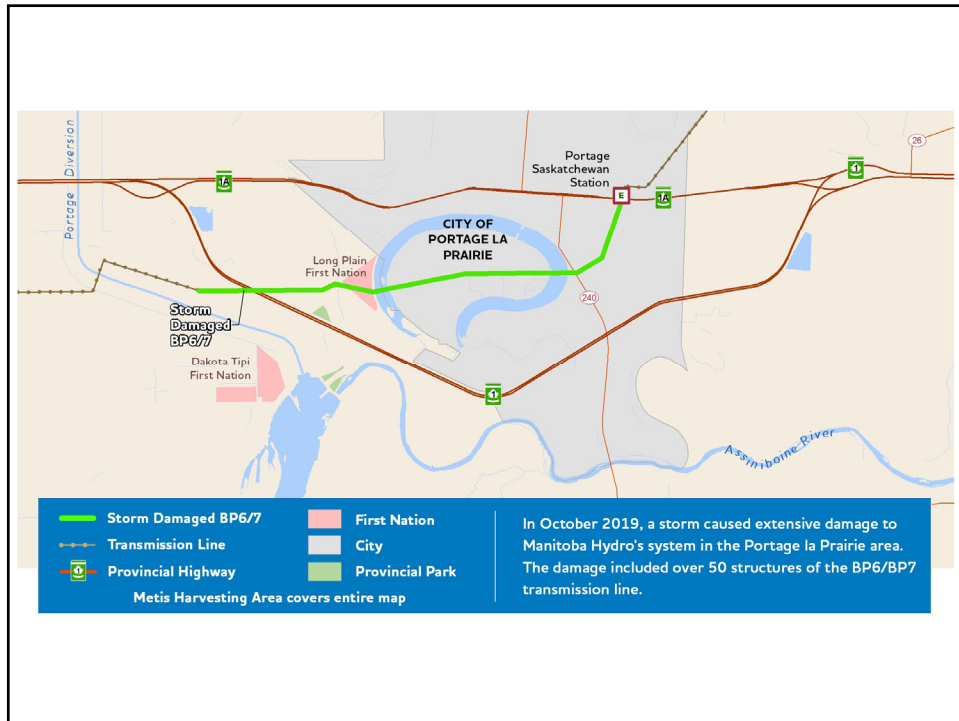 26
Portage
Saskatchewan
Station
1
1A
E
1A
Portage Diversion
CITY OF
PORTAGE LA
PRAIRIE
Long Plain
First Nation
240
Storm
Damaged
BP6/7
Dakota Tipi
First Nation
1
Assiniboine River
Storm Damaged BP6/7
Transmission Line
1
Provincial Highway
First Nation
City
Provincial Park
Metis Harvesting Area covers entire map
In October 2019, a storm caused extensive damage to
Manitoba Hydro's system in the Portage la Prairie area.
The damage included over 50 structures of the BP6/BP7
transmission line.